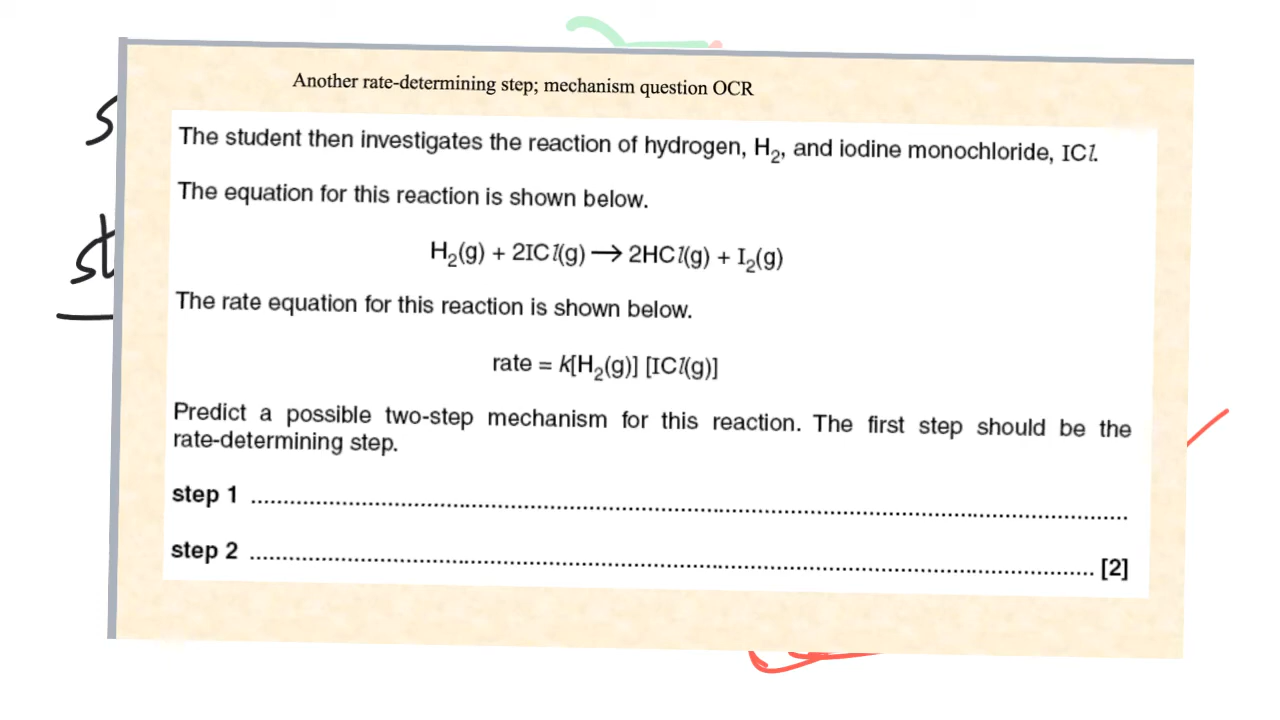 Another rate-determining step; mechanism question OCR
The student then investigates the reaction of hydrogen, H₂, and iodine monochloride, ICl.
The equation for this reaction is shown below.
H₂(g) + 2ICl(g) → 2HCl(g) + I₂(g)
The rate equation for this reaction is shown below.
rate = k[H₂(g)] [ICl(g)]
Predict a possible two-step mechanism for this reaction. The first step should be the
rate-determining step.
step 1 ........................................................................................................
step 2 ........................................................................................................ [2]